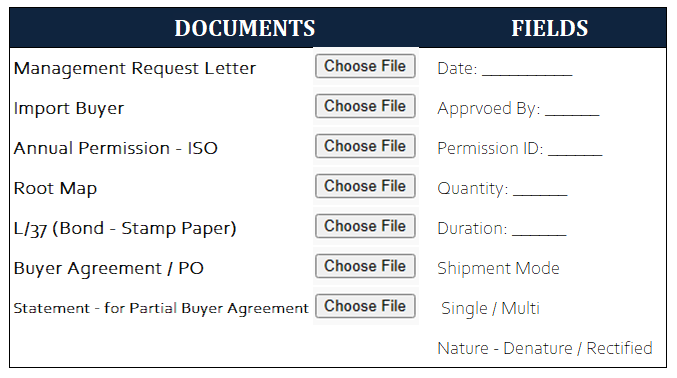 DOCUMENTS FIELDS
Management Request Letter Choose File Date: __________
Import Buyer Choose File Apprvoed By: ______
Annual Permission - ISO Choose File Permission ID: ______
Root Map Choose File Quantity: ______
L/37 (Bond - Stamp Paper) Choose File Duration: ______
Buyer Agreement / PO Choose File Shipment Mode
Statement - for Partial Buyer Agreement Choose File Single / Multi
Nature - Denature / Rectified